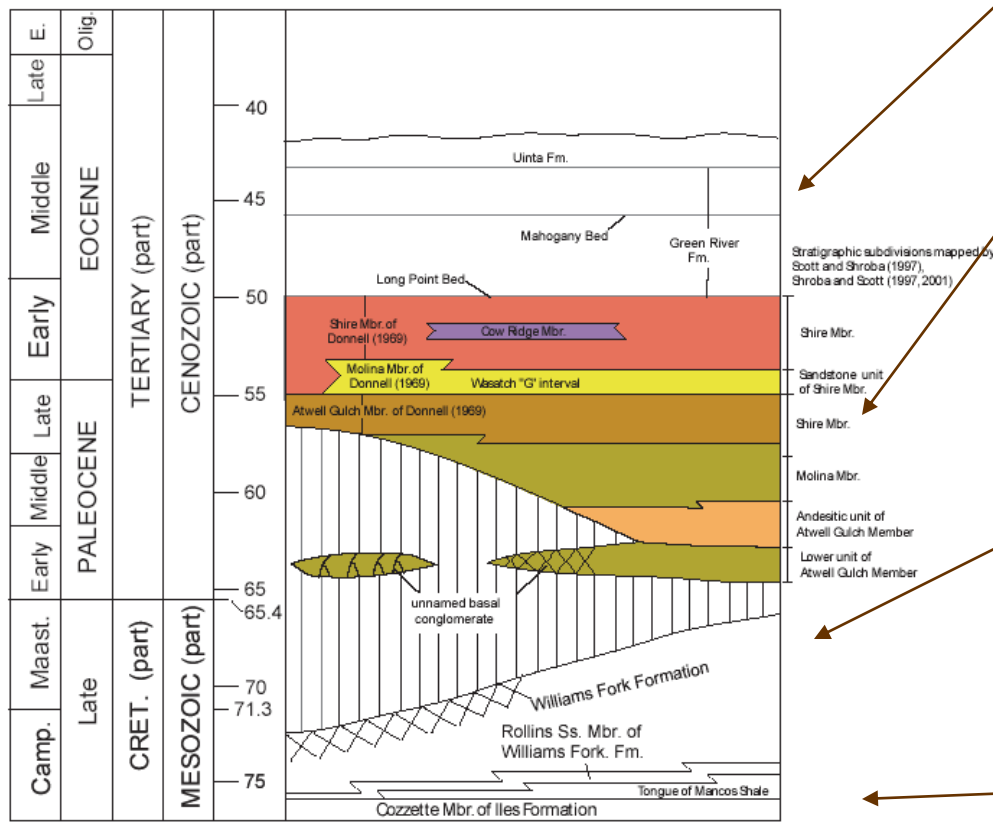 E.
Olig.
Late
40
Uinta Fm.
Middle
45
EOCENE
TERTIARY (part)
CENOZOIC (part)
Mahogany Bed
Green River
Fm.
Stratigraphic subdivisions mapped by
Scott and Shroba (1997),
Shroba and Scott (1997, 2001)
Long Point Bed
50
Early
Shire Mbr. of
Donnell (1969)
Cow Ridge Mbr.
Shire Mbr.
Molina Mbr. of
Donnell (1969)
Wasatch "G" interval
Sandstone unit
of Shire Mbr.
55
Late
Atwell Gulch Mbr. of Donnell (1969)
Shire Mbr.
Middle
PALEOCENE
60
Molina Mbr.
Andesitic unit of
Atwell Gulch Member
Early
Lower unit of
Atwell Gulch Member
65
65.4
unnamed basal
conglomerate
Maast.
Late
CRET. (part)
MESOZOIC (part)
70
71.3
Williams Fork Formation
Camp.
Rollins Ss. Mbr. of
Williams Fork. Fm.
75
Tongue of Mancos Shale
Cozzette Mbr. of Iles Formation